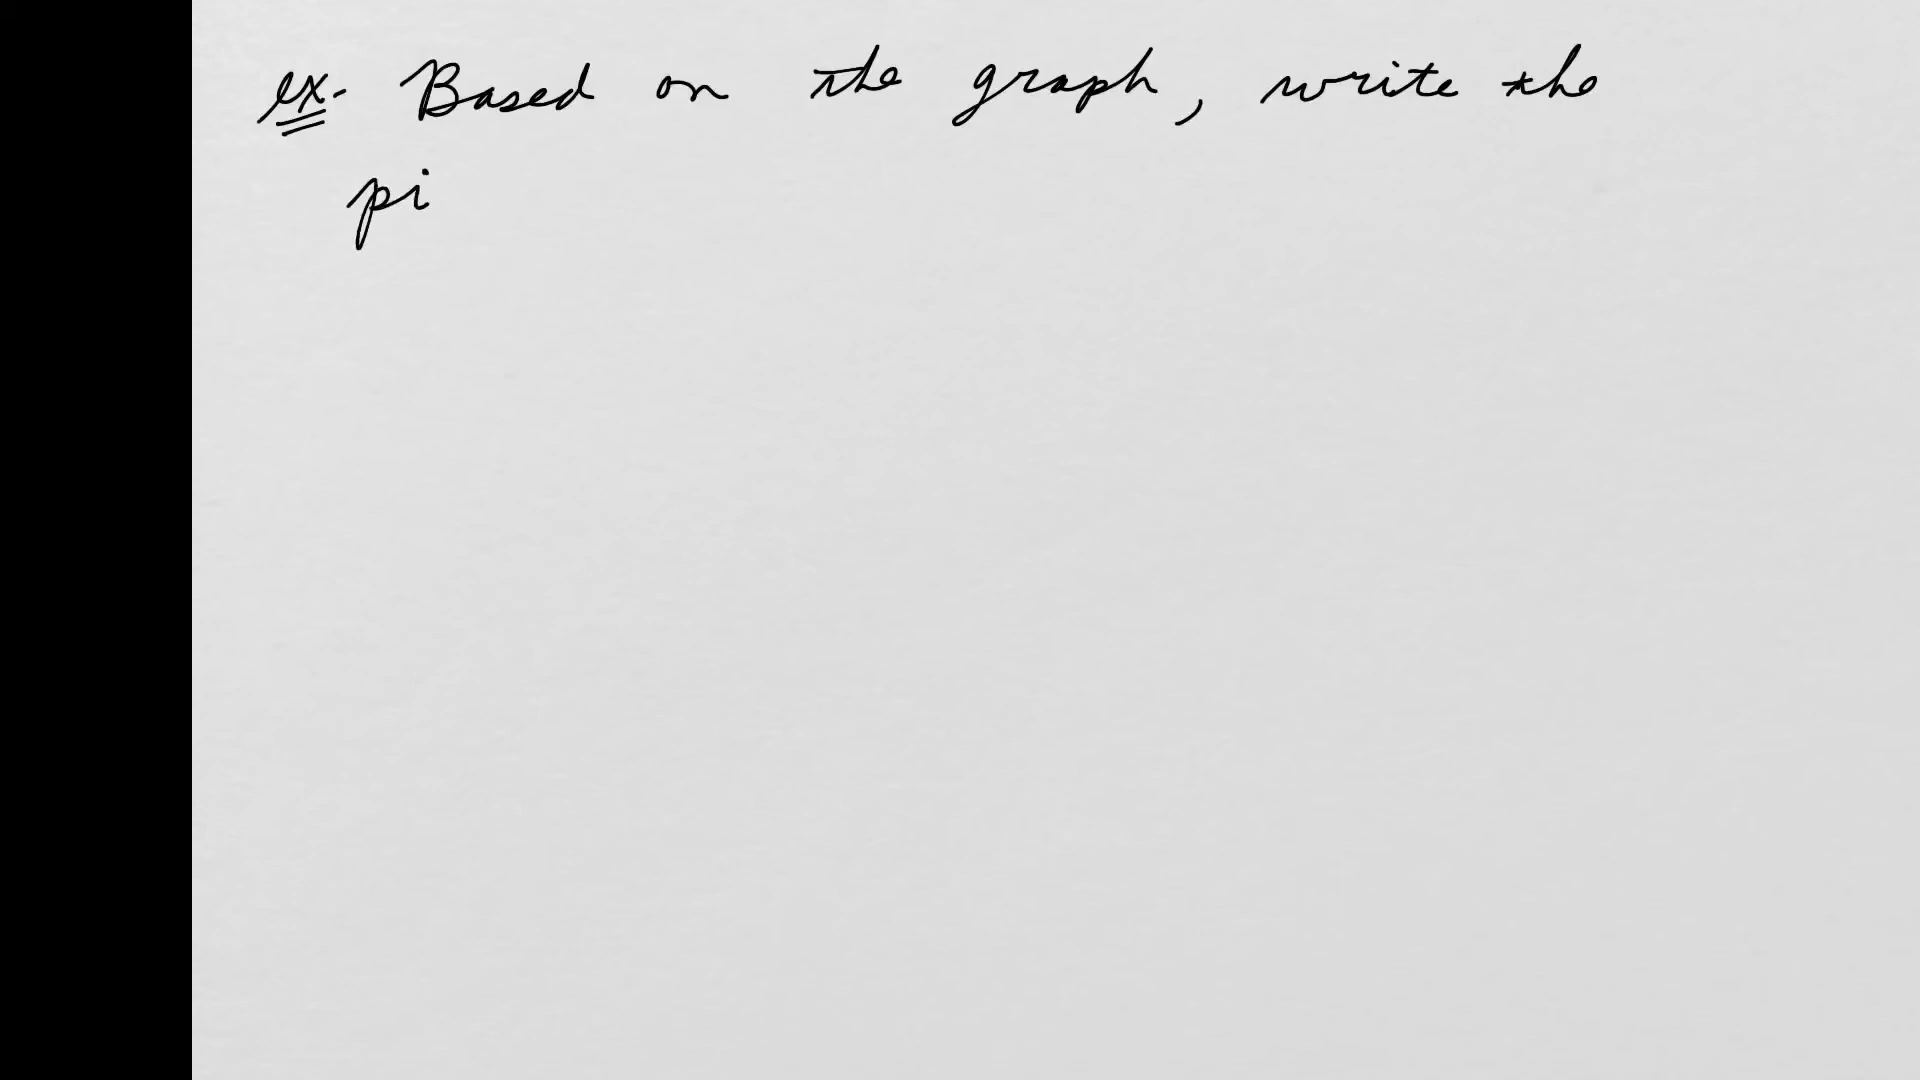 ex. Based on the graph, write the
pi